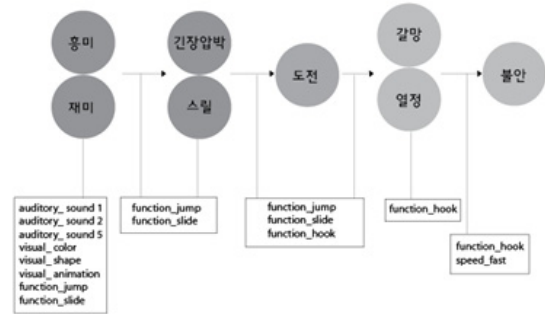 흥미
재미
긴장압박
스릴
도전
갈망
열정
불안
auditory_ sound 1
auditory_ sound 2
auditory_ sound 5
visual_ color
visual_ shape
visual_ animation
function_jump
function_slide
function_jump
function_slide
function_jump
function_slide
function_hook
function_hook
function_hook
speed_fast